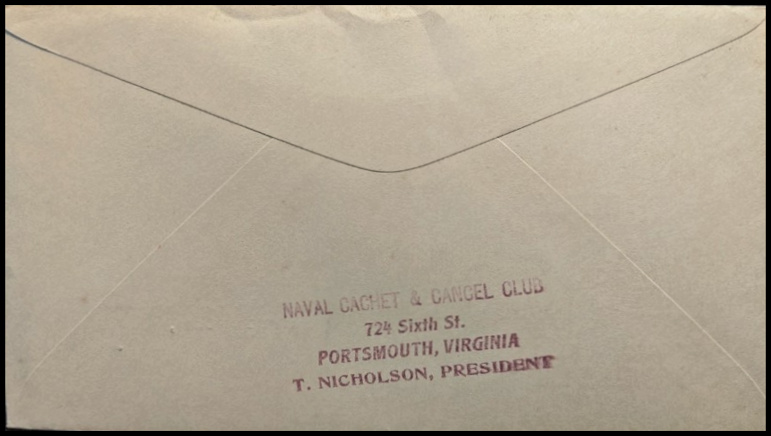 NAVAL CACHET & CANCEL CLUB
724 Sixth St.
PORTSMOUTH, VIRGINIA
T. NICHOLSON, PRESIDENT